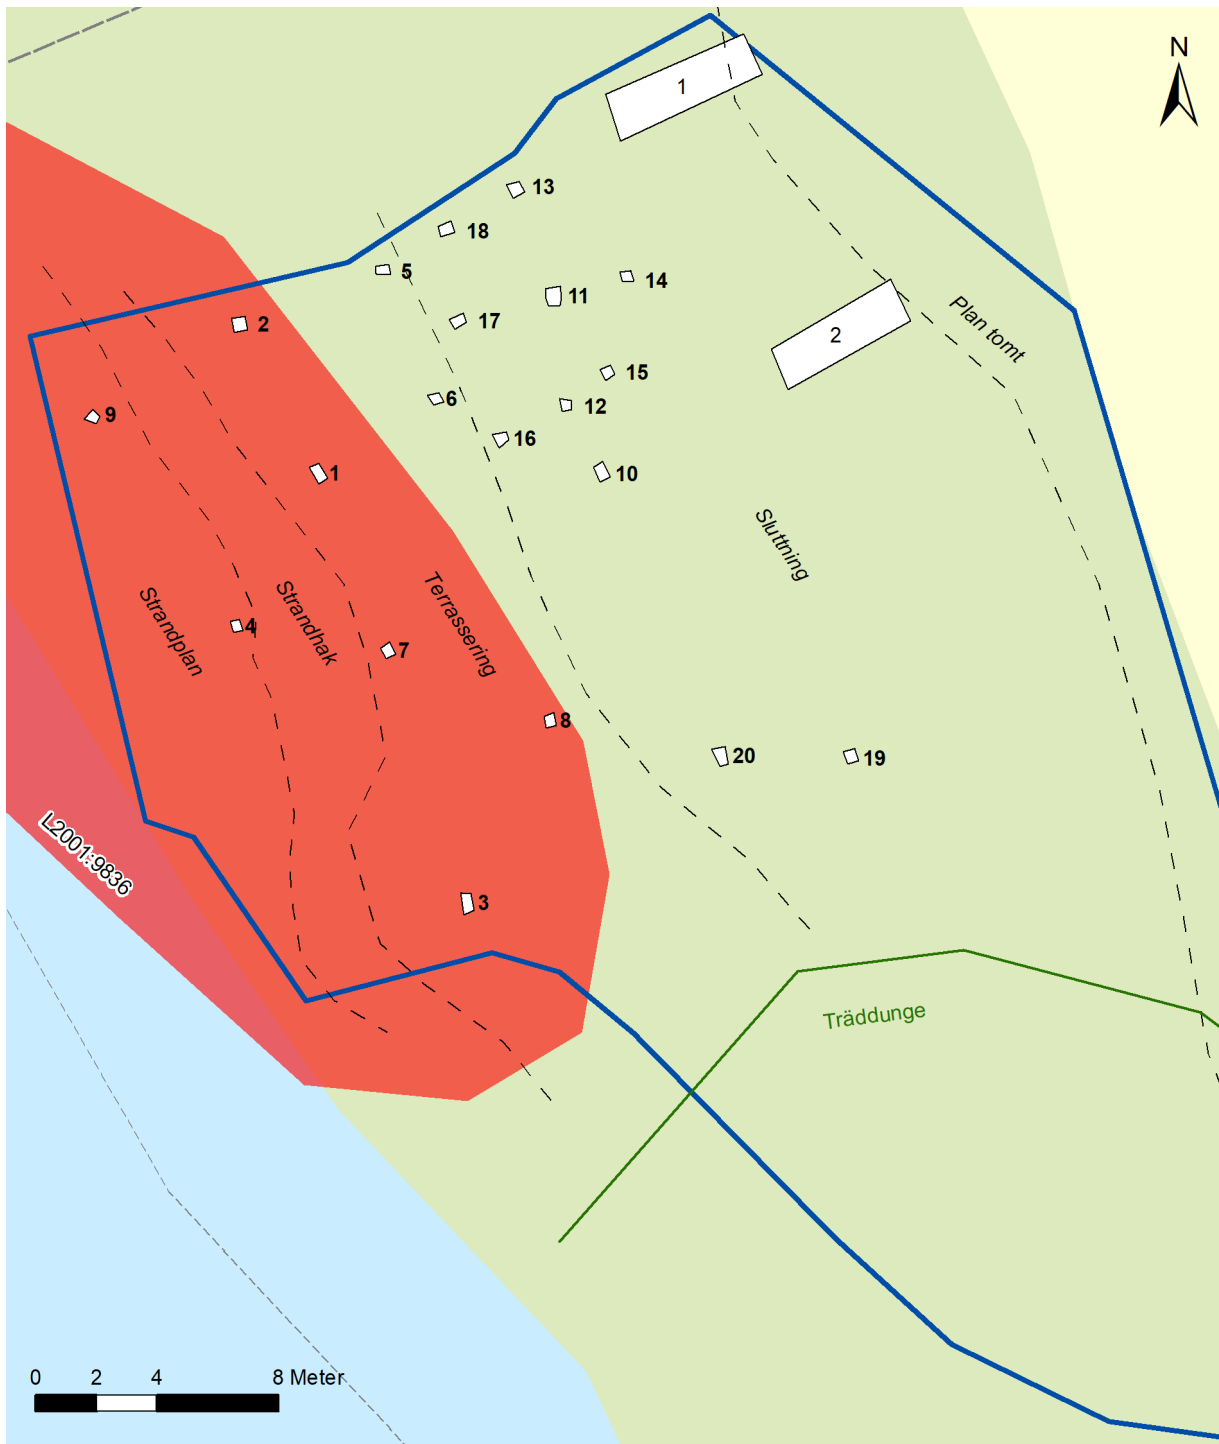 N
1
13
18
5
14
11
2
17
2
Plan tomt
15
6
12
9
16
1
10
Sluttning
Terrassering
Strandhak
Strandplan
4
7
8
20
19
L2001:9836
3
Träddunge
0 2 4 8 Meter